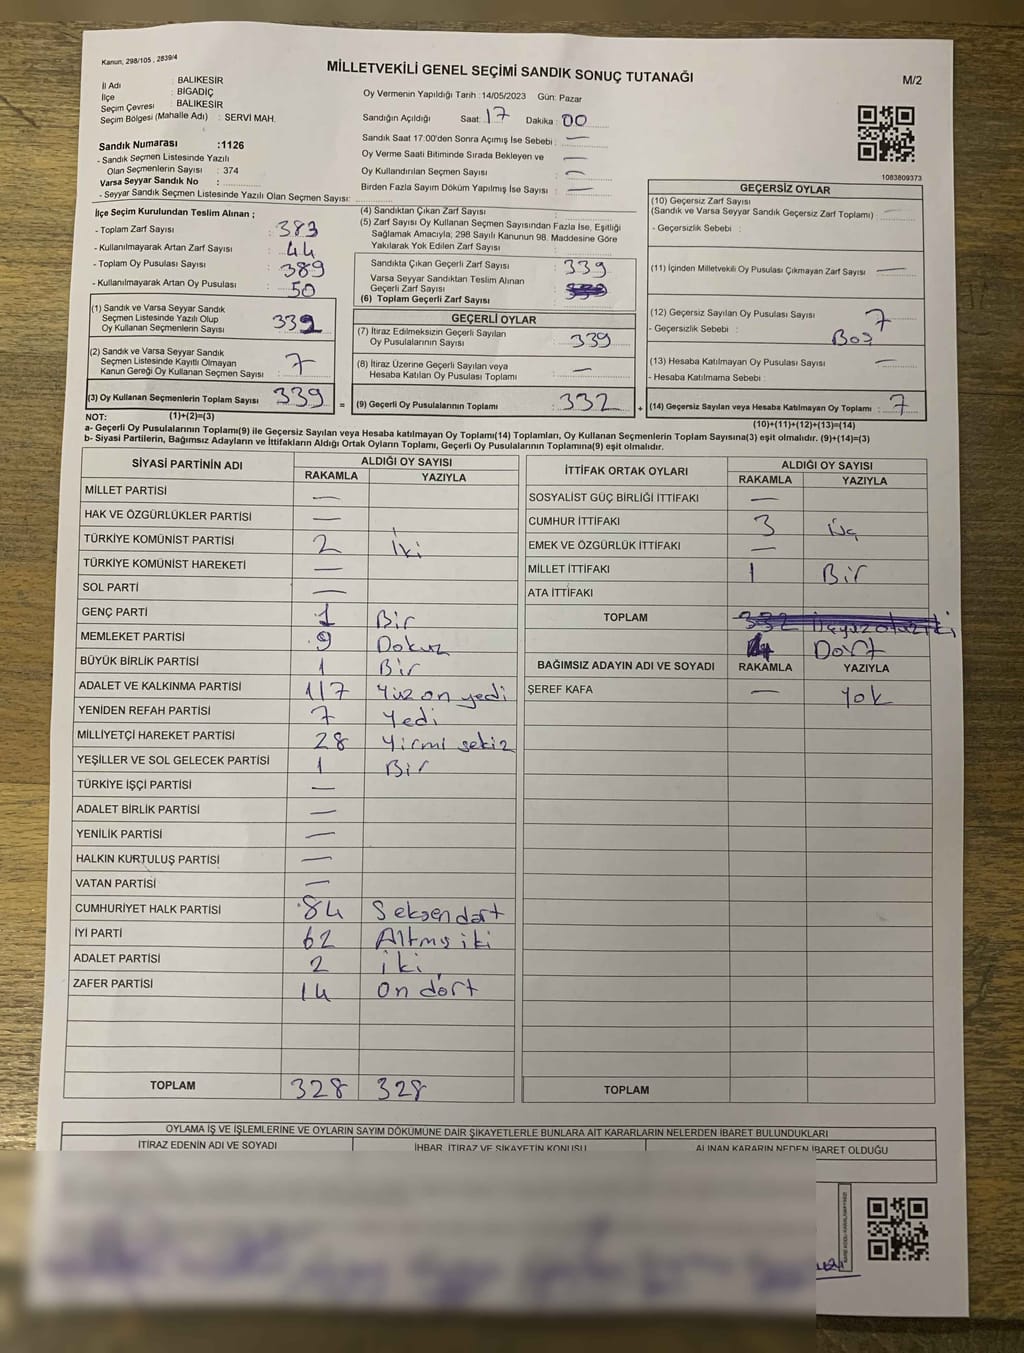 Kanun, 298/105 , 2839/4
MİLLETVEKİLİ GENEL SEÇİMİ SANDIK SONUÇ TUTANAĞI
M/2
İl Adı : BALIKESİR
İlçe : BİGADİÇ
Seçim Çevresi : BALIKESİR
Seçim Bölgesi (Mahalle Adı) : SERVİ MAH.
Oy Vermenin Yapıldığı Tarih :14/05/2023 Gün: Pazar
Sandığın Açıldığı Saat: 17 Dakika : 00
Sandık Saat 17:00'den Sonra Açımış İse Sebebi : —
Oy Verme Saati Bitiminde Sırada Bekleyen ve —
Oy Kullandırılan Seçmen Sayısı : —
Birden Fazla Sayım Döküm Yapılmış İse Sayısı : —
Sandık Numarası :1126
- Sandık Seçmen Listesinde Yazılı
Olan Seçmenlerin Sayısı : 374
Varsa Seyyar Sandık No :
- Seyyar Sandık Seçmen Listesinde Yazılı Olan Seçmen Sayısı:
1083809373
İlçe Seçim Kurulundan Teslim Alınan ;
- Toplam Zarf Sayısı : 383
- Kullanılmayarak Artan Zarf Sayısı : 44
- Toplam Oy Pusulası Sayısı : 389
- Kullanılmayarak Artan Oy Pusulası : 50
(1) Sandık ve Varsa Seyyar Sandık
Seçmen Listesinde Yazılı Olup
Oy Kullanan Seçmenlerin Sayısı 332
(2) Sandık ve Varsa Seyyar Sandık
Seçmen Listesinde Kayıtlı Olmayan
Kanun Gereği Oy Kullanan Seçmen Sayısı : 7
(3) Oy Kullanan Seçmenlerin Toplam Sayısı 339
(4) Sandıktan Çıkan Zarf Sayısı :
(5) Zarf Sayısı Oy Kullanan Seçmen Sayısından Fazla İse, Eşitliği
Sağlamak Amacıyla; 298 Sayılı Kanunun 98. Maddesine Göre
Yakılarak Yok Edilen Zarf Sayısı :
Sandıkta Çıkan Geçerli Zarf Sayısı : 339
Varsa Seyyar Sandıktan Teslim Alınan
Geçerli Zarf Sayısı :
(6) Toplam Geçerli Zarf Sayısı :
GEÇERLİ OYLAR
(7) İtiraz Edilmeksizin Geçerli Sayılan
Oy Pusulalarının Sayısı : 339
(8) İtiraz Üzerine Geçerli Sayılan veya
Hesaba Katılan Oy Pusulası Toplamı : —
= (9) Geçerli Oy Pusulalarının Toplamı : 332
GEÇERSİZ OYLAR
(10) Geçersiz Zarf Sayısı
(Sandık ve Varsa Seyyar Sandık Geçersiz Zarf Toplamı) : —
- Geçersizlik Sebebi :
(11) İçinden Milletvekili Oy Pusulası Çıkmayan Zarf Sayısı : —
(12) Geçersiz Sayılan Oy Pusulası Sayısı : 7
- Geçersizlik Sebebi : Boş
(13) Hesaba Katılmayan Oy Pusulası Sayısı : —
- Hesaba Katılmama Sebebi :
+ (14) Geçersiz Sayılan veya Hesaba Katılmayan Oy Toplamı : 7
NOT: (1)+(2)=(3)
(10)+(11)+(12)+(13)=(14)
a- Geçerli Oy Pusulalarının Toplamı(9) ile Geçersiz Sayılan veya Hesaba katılmayan Oy Toplamı(14) Toplamları, Oy Kullanan Seçmenlerin Toplam Sayısına(3) eşit olmalıdır. (9)+(14)=(3)
b- Siyasi Partilerin, Bağımsız Adayların ve İttifakların Aldığı Ortak Oyların Toplamı, Geçerli Oy Pusulalarının Toplamına(9) eşit olmalıdır.
SİYASİ PARTİNİN ADI ALDIĞI OY SAYISI
RAKAMLA YAZIYLA
MİLLET PARTİSİ —
HAK VE ÖZGÜRLÜKLER PARTİSİ —
TÜRKİYE KOMÜNİST PARTİSİ 2 İki
TÜRKİYE KOMÜNİST HAREKETİ —
SOL PARTİ —
GENÇ PARTİ 1 Bir
MEMLEKET PARTİSİ 9 Dokuz
BÜYÜK BİRLİK PARTİSİ 1 Bir
ADALET VE KALKINMA PARTİSİ 117 Yüz on yedi
YENİDEN REFAH PARTİSİ 7 Yedi
MİLLİYETÇİ HAREKET PARTİSİ 28 Yirmi sekiz
YEŞİLLER VE SOL GELECEK PARTİSİ 1 Bir
TÜRKİYE İŞÇİ PARTİSİ —
ADALET BİRLİK PARTİSİ —
YENİLİK PARTİSİ —
HALKIN KURTULUŞ PARTİSİ —
VATAN PARTİSİ —
CUMHURİYET HALK PARTİSİ 84 Seksen dört
İYİ PARTİ 62 Altmış iki
ADALET PARTİSİ 2 iki
ZAFER PARTİSİ 14 On dört
TOPLAM 328 328
İTTİFAK ORTAK OYLARI ALDIĞI OY SAYISI
RAKAMLA YAZIYLA
SOSYALİST GÜÇ BİRLİĞİ İTTİFAKI —
CUMHUR İTTİFAKI 3 Üç
EMEK VE ÖZGÜRLÜK İTTİFAKI —
MİLLET İTTİFAKI 1 Bir
ATA İTTİFAKI
TOPLAM 332 üçyüzotuziki
4 Dört
BAĞIMSIZ ADAYIN ADI VE SOYADI RAKAMLA YAZIYLA
ŞEREF KAFA — Yok
TOPLAM
OYLAMA İŞ VE İŞLEMLERİNE VE OYLARIN SAYIM DÖKÜMÜNE DAİR ŞİKAYETLERLE BUNLARA AİT KARARLARIN NELERDEN İBARET BULUNDUKLARI
İTİRAZ EDENİN ADI VE SOYADI İHBAR, İTİRAZ VE ŞİKAYETİN KONUSU ALINAN KARARIN NEDEN İBARET OLDUĞU